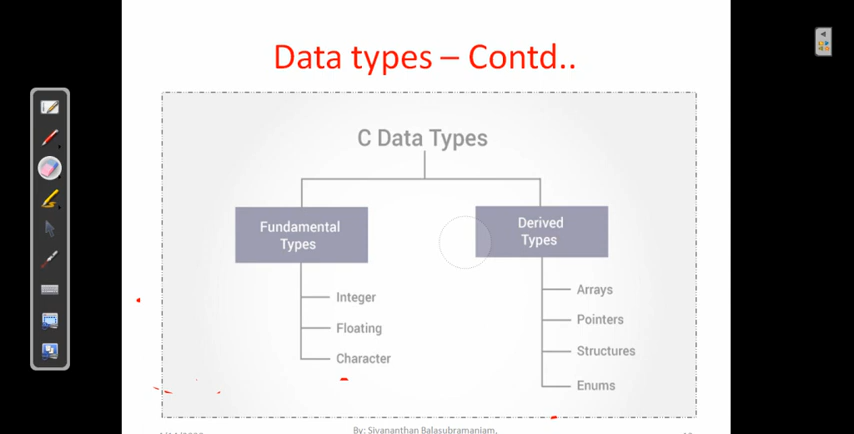 Data types – Contd..
C Data Types
Fundamental
Types
Integer
Floating
Character
Derived
Types
Arrays
Pointers
Structures
Enums
By: Sivananthan Balasubramaniam,